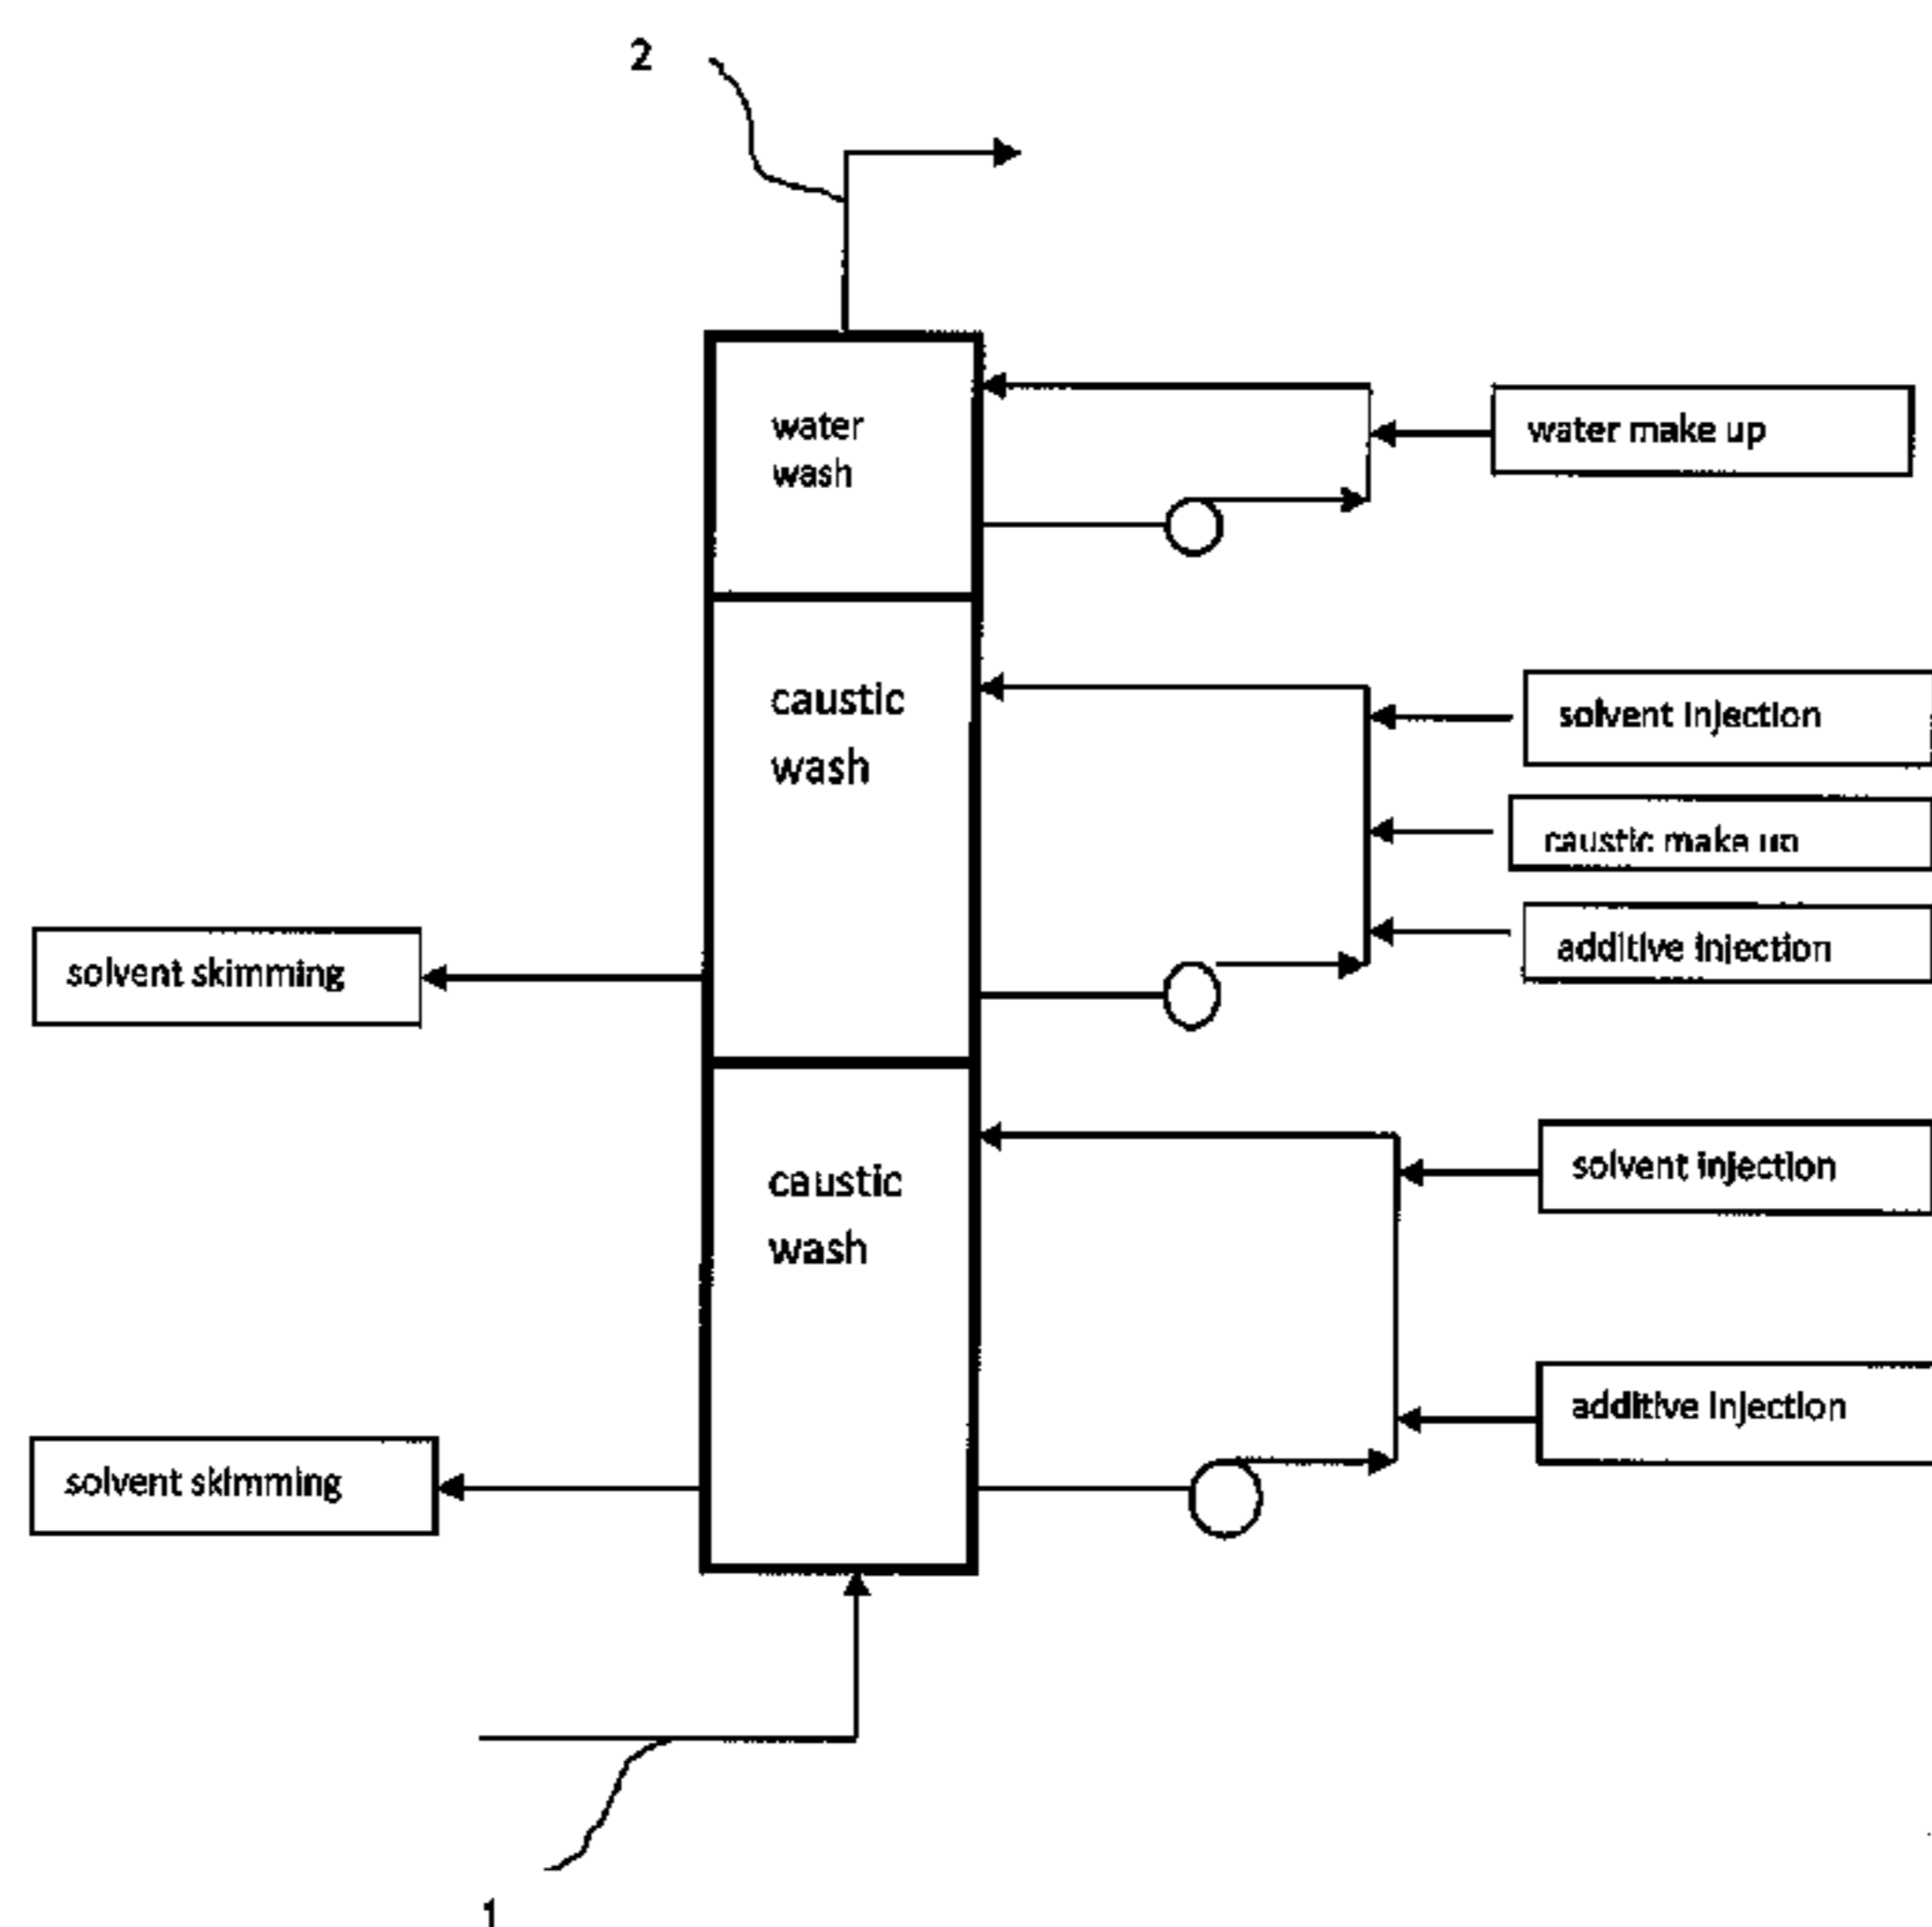 2
water
wash
water make up
caustic
wash
solvent injection
caustic make up
additive injection
solvent skimming
caustic
wash
solvent injection
additive injection
solvent skimming
1